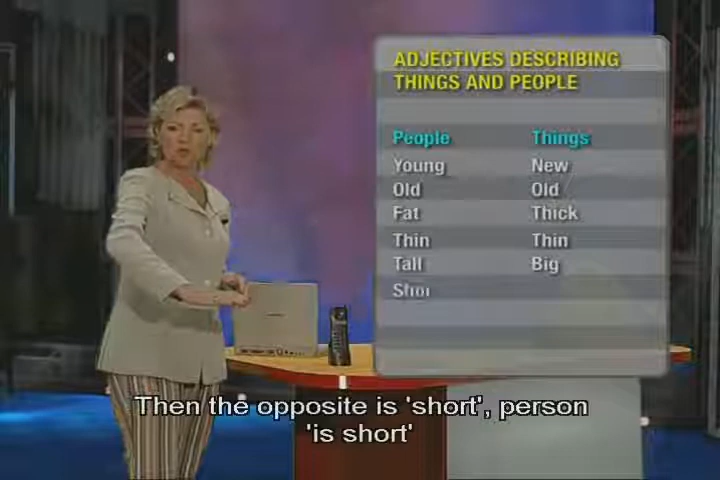 ADJECTIVES DESCRIBING
THINGS AND PEOPLE
People Things
Young New
Old Old
Fat Thick
Thin Thin
Tall Big
Shor
Then the opposite is 'short', person
'is short'